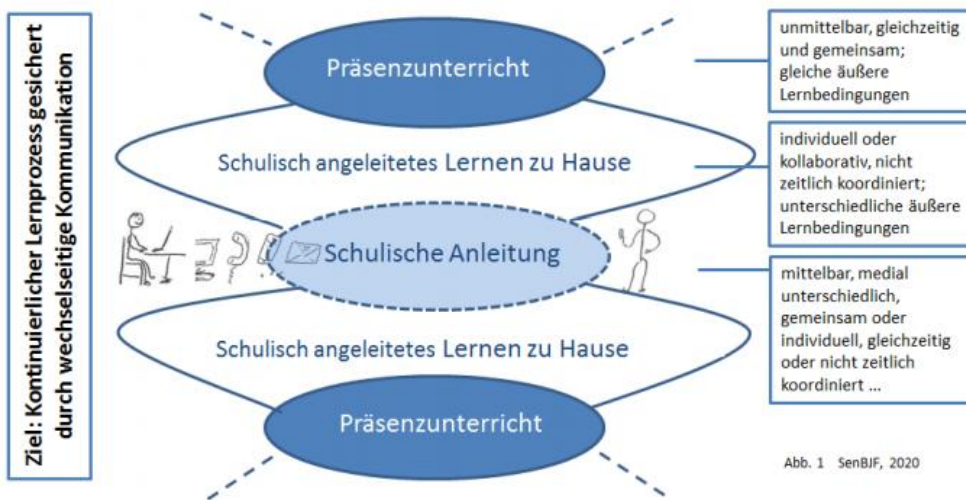 Ziel: Kontinuierlicher Lernprozess gesichert
durch wechselseitige Kommunikation
Präsenzunterricht
Schulisch angeleitetes Lernen zu Hause
Schulische Anleitung
Schulisch angeleitetes Lernen zu Hause
Präsenzunterricht
unmittelbar, gleichzeitig
und gemeinsam;
gleiche äußere
Lernbedingungen
individuell oder
kollaborativ, nicht
zeitlich koordiniert;
unterschiedliche äußere
Lernbedingungen
mittelbar, medial
unterschiedlich,
gemeinsam oder
individuell, gleichzeitig
oder nicht zeitlich
koordiniert ...
Abb. 1 SenBJF, 2020